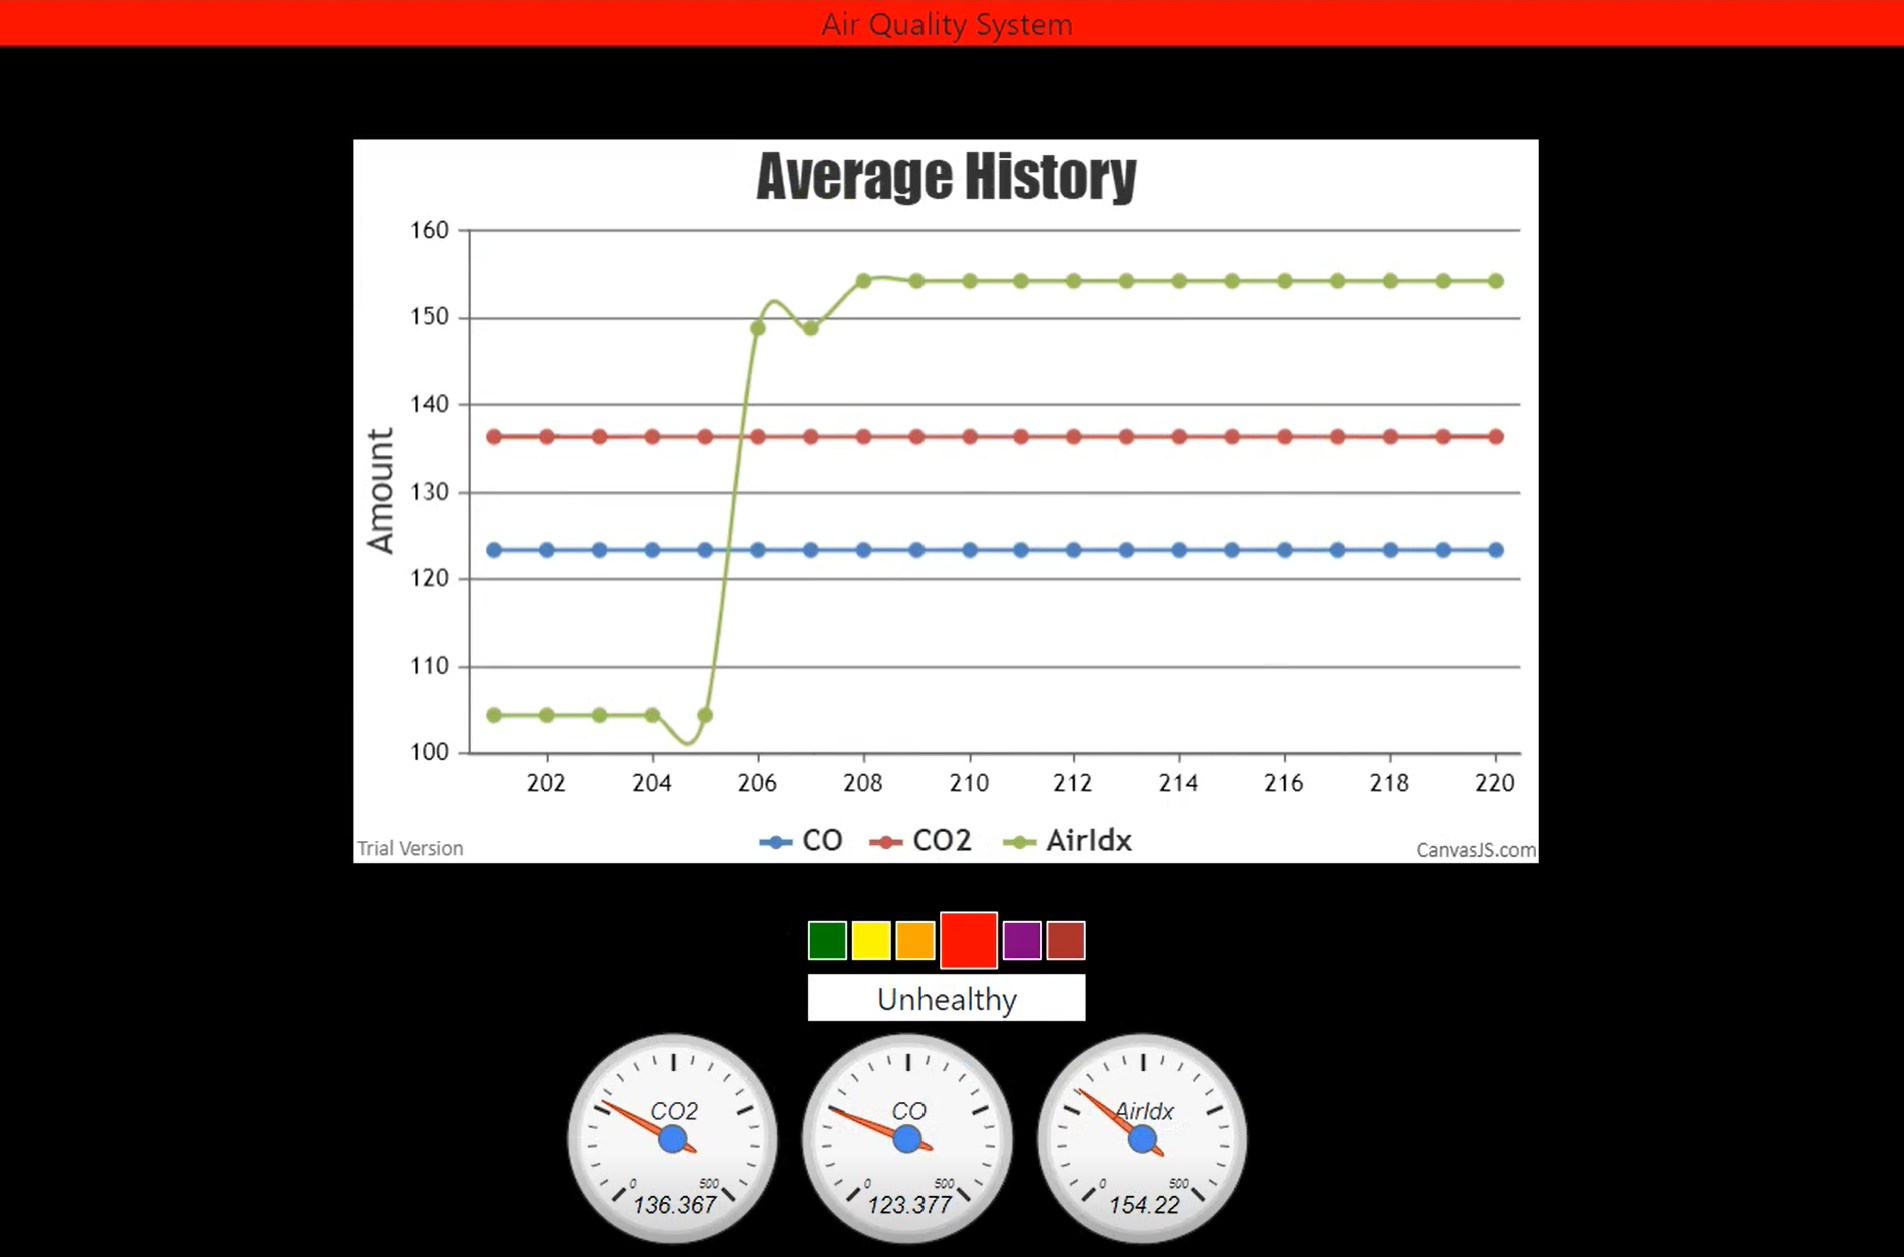 Air Quality System
Average History
160
150
140
130
120
110
100
Amount
202 204 206 208 210 212 214 216 218 220
CO CO2 AirIdx
Trial Version
CanvasJS.com
Unhealthy
CO2
0 500
136.367
CO
0 500
123.377
AirIdx
0 500
154.22